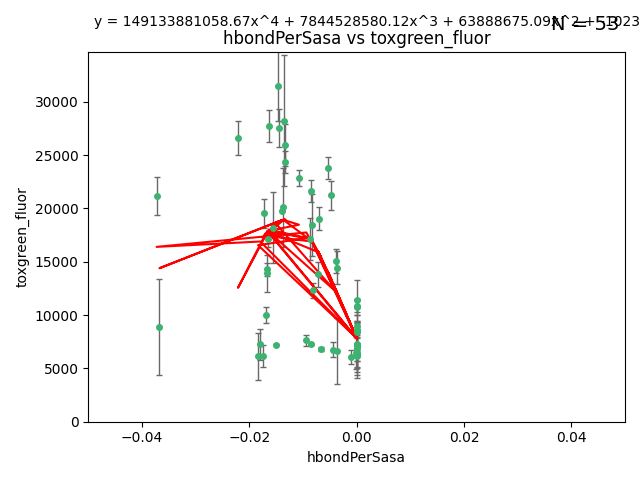 y = 149133881058.67x^4 + 7844528580.12x^3 + 63888675.09x^2 +
N = 53
hbondPerSasa vs toxgreen_fluor
30000
25000
20000
15000
10000
5000
0
toxgreen_fluor
−0.04 −0.02 0.00 0.02 0.04
hbondPerSasa